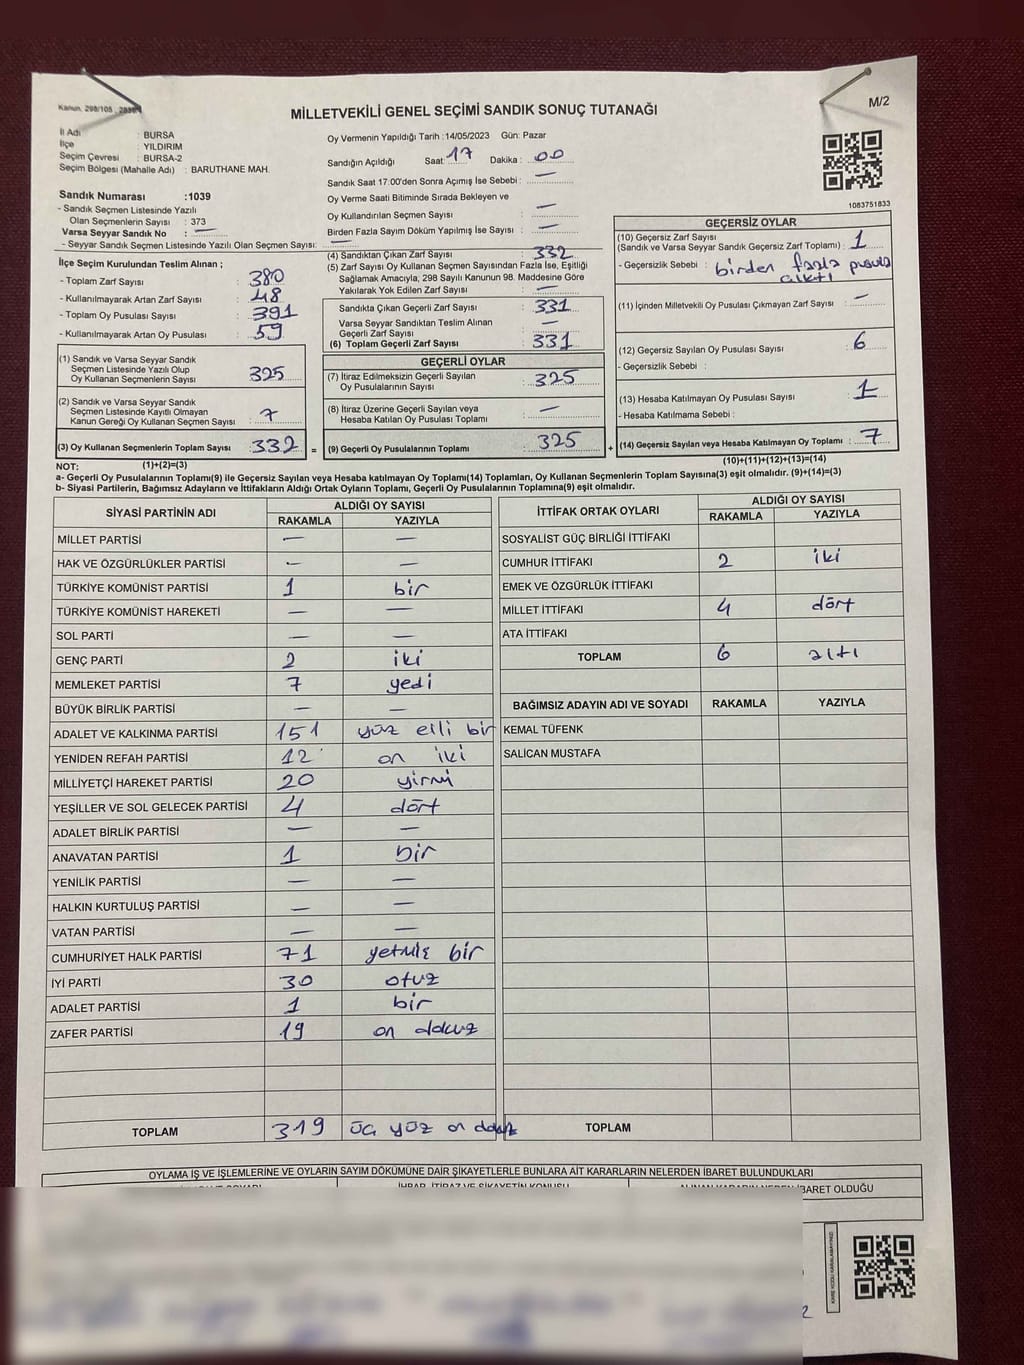 Kanun. 298/105
M/2
MİLLETVEKİLİ GENEL SEÇİMİ SANDIK SONUÇ TUTANAĞI
İl Adı : BURSA
İlçe : YILDIRIM
Seçim Çevresi : BURSA-2
Seçim Bölgesi (Mahalle Adı) : BARUTHANE MAH.
Sandık Numarası :1039
- Sandık Seçmen Listesinde Yazılı
Olan Seçmenlerin Sayısı : 373
Varsa Seyyar Sandık No : —
- Seyyar Sandık Seçmen Listesinde Yazılı Olan Seçmen Sayısı: —
Oy Vermenin Yapıldığı Tarih :14/05/2023 Gün: Pazar
Sandığın Açıldığı Saat: 17 Dakika : 00
Sandık Saat 17:00'den Sonra Açımış İse Sebebi : —
Oy Verme Saati Bitiminde Sırada Bekleyen ve
Oy Kullandırılan Seçmen Sayısı : —
Birden Fazla Sayım Döküm Yapılmış İse Sayısı : —
1083751833
İlçe Seçim Kurulundan Teslim Alınan ;
- Toplam Zarf Sayısı : 380
- Kullanılmayarak Artan Zarf Sayısı : 48
- Toplam Oy Pusulası Sayısı : 391
- Kullanılmayarak Artan Oy Pusulası : 59
(4) Sandıktan Çıkan Zarf Sayısı : 332
(5) Zarf Sayısı Oy Kullanan Seçmen Sayısından Fazla İse, Eşitliği
Sağlamak Amacıyla, 298 Sayılı Kanunun 98. Maddesine Göre
Yakılarak Yok Edilen Zarf Sayısı : —
Sandıkta Çıkan Geçerli Zarf Sayısı : 331
Varsa Seyyar Sandıktan Teslim Alınan
Geçerli Zarf Sayısı : —
(6) Toplam Geçerli Zarf Sayısı : 331
GEÇERSİZ OYLAR
(10) Geçersiz Zarf Sayısı
(Sandık ve Varsa Seyyar Sandık Geçersiz Zarf Toplamı) : 1
- Geçersizlik Sebebi : birden fazla pusula
çıktı
(11) İçinden Milletvekili Oy Pusulası Çıkmayan Zarf Sayısı : —
(12) Geçersiz Sayılan Oy Pusulası Sayısı : 6
- Geçersizlik Sebebi :
(13) Hesaba Katılmayan Oy Pusulası Sayısı : 1
- Hesaba Katılmama Sebebi :
(14) Geçersiz Sayılan veya Hesaba Katılmayan Oy Toplamı : 7
(10)+(11)+(12)+(13)=(14)
(1) Sandık ve Varsa Seyyar Sandık
Seçmen Listesinde Yazılı Olup
Oy Kullanan Seçmenlerin Sayısı : 325
(2) Sandık ve Varsa Seyyar Sandık
Seçmen Listesinde Kayıtlı Olmayan
Kanun Gereği Oy Kullanan Seçmen Sayısı : 7
(3) Oy Kullanan Seçmenlerin Toplam Sayısı : 332 =
GEÇERLİ OYLAR
(7) İtiraz Edilmeksizin Geçerli Sayılan
Oy Pusulalarının Sayısı : 325
(8) İtiraz Üzerine Geçerli Sayılan veya
Hesaba Katılan Oy Pusulası Toplamı : —
(9) Geçerli Oy Pusulalarının Toplamı : 325 +
NOT: (1)+(2)=(3)
a- Geçerli Oy Pusulalarının Toplamı(9) ile Geçersiz Sayılan veya Hesaba katılmayan Oy Toplamı(14) Toplamları, Oy Kullanan Seçmenlerin Toplam Sayısına(3) eşit olmalıdır. (9)+(14)=(3)
b- Siyasi Partilerin, Bağımsız Adayların ve İttifakların Aldığı Ortak Oyların Toplamı, Geçerli Oy Pusulalarının Toplamına(9) eşit olmalıdır.
SİYASİ PARTİNİN ADI ALDIĞI OY SAYISI
RAKAMLA YAZIYLA
MİLLET PARTİSİ — —
HAK VE ÖZGÜRLÜKLER PARTİSİ — —
TÜRKİYE KOMÜNİST PARTİSİ 1 bir
TÜRKİYE KOMÜNİST HAREKETİ — —
SOL PARTİ — —
GENÇ PARTİ 2 iki
MEMLEKET PARTİSİ 7 yedi
BÜYÜK BİRLİK PARTİSİ — —
ADALET VE KALKINMA PARTİSİ 151 yüz elli bir
YENİDEN REFAH PARTİSİ 12 on iki
MİLLİYETÇİ HAREKET PARTİSİ 20 yirmi
YEŞİLLER VE SOL GELECEK PARTİSİ 4 dört
ADALET BİRLİK PARTİSİ — —
ANAVATAN PARTİSİ 1 bir
YENİLİK PARTİSİ — —
HALKIN KURTULUŞ PARTİSİ — —
VATAN PARTİSİ — —
CUMHURİYET HALK PARTİSİ 71 yetmiş bir
İYİ PARTİ 30 otuz
ADALET PARTİSİ 1 bir
ZAFER PARTİSİ 19 on dokuz
TOPLAM 319 üç yüz on dokuz
İTTİFAK ORTAK OYLARI ALDIĞI OY SAYISI
RAKAMLA YAZIYLA
SOSYALİST GÜÇ BİRLİĞİ İTTİFAKI
CUMHUR İTTİFAKI 2 iki
EMEK VE ÖZGÜRLÜK İTTİFAKI
MİLLET İTTİFAKI 4 dört
ATA İTTİFAKI
TOPLAM 6 altı
BAĞIMSIZ ADAYIN ADI VE SOYADI RAKAMLA YAZIYLA
KEMAL TÜFENK
SALİCAN MUSTAFA
TOPLAM
OYLAMA İŞ VE İŞLEMLERİNE VE OYLARIN SAYIM DÖKÜMÜNE DAİR ŞİKAYETLERLE BUNLARA AİT KARARLARIN NELERDEN İBARET BULUNDUKLARI
İHBAR, İTİRAZ VE ŞİKAYETİN KONUSU
ALINAN KARARIN NEDEN İBARET OLDUĞU